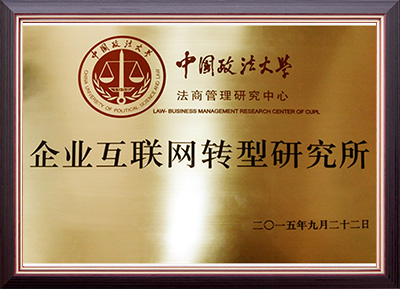 中国政法大学
CHINA UNIVERSITY OF POLITICAL SCIENCE AND LAW
中国政法大学
法商管理研究中心
LAW- BUSINESS MANAGEMENT RESEARCH CENTER OF CUPL
企业互联网转型研究所
二〇一五年九月二十二日